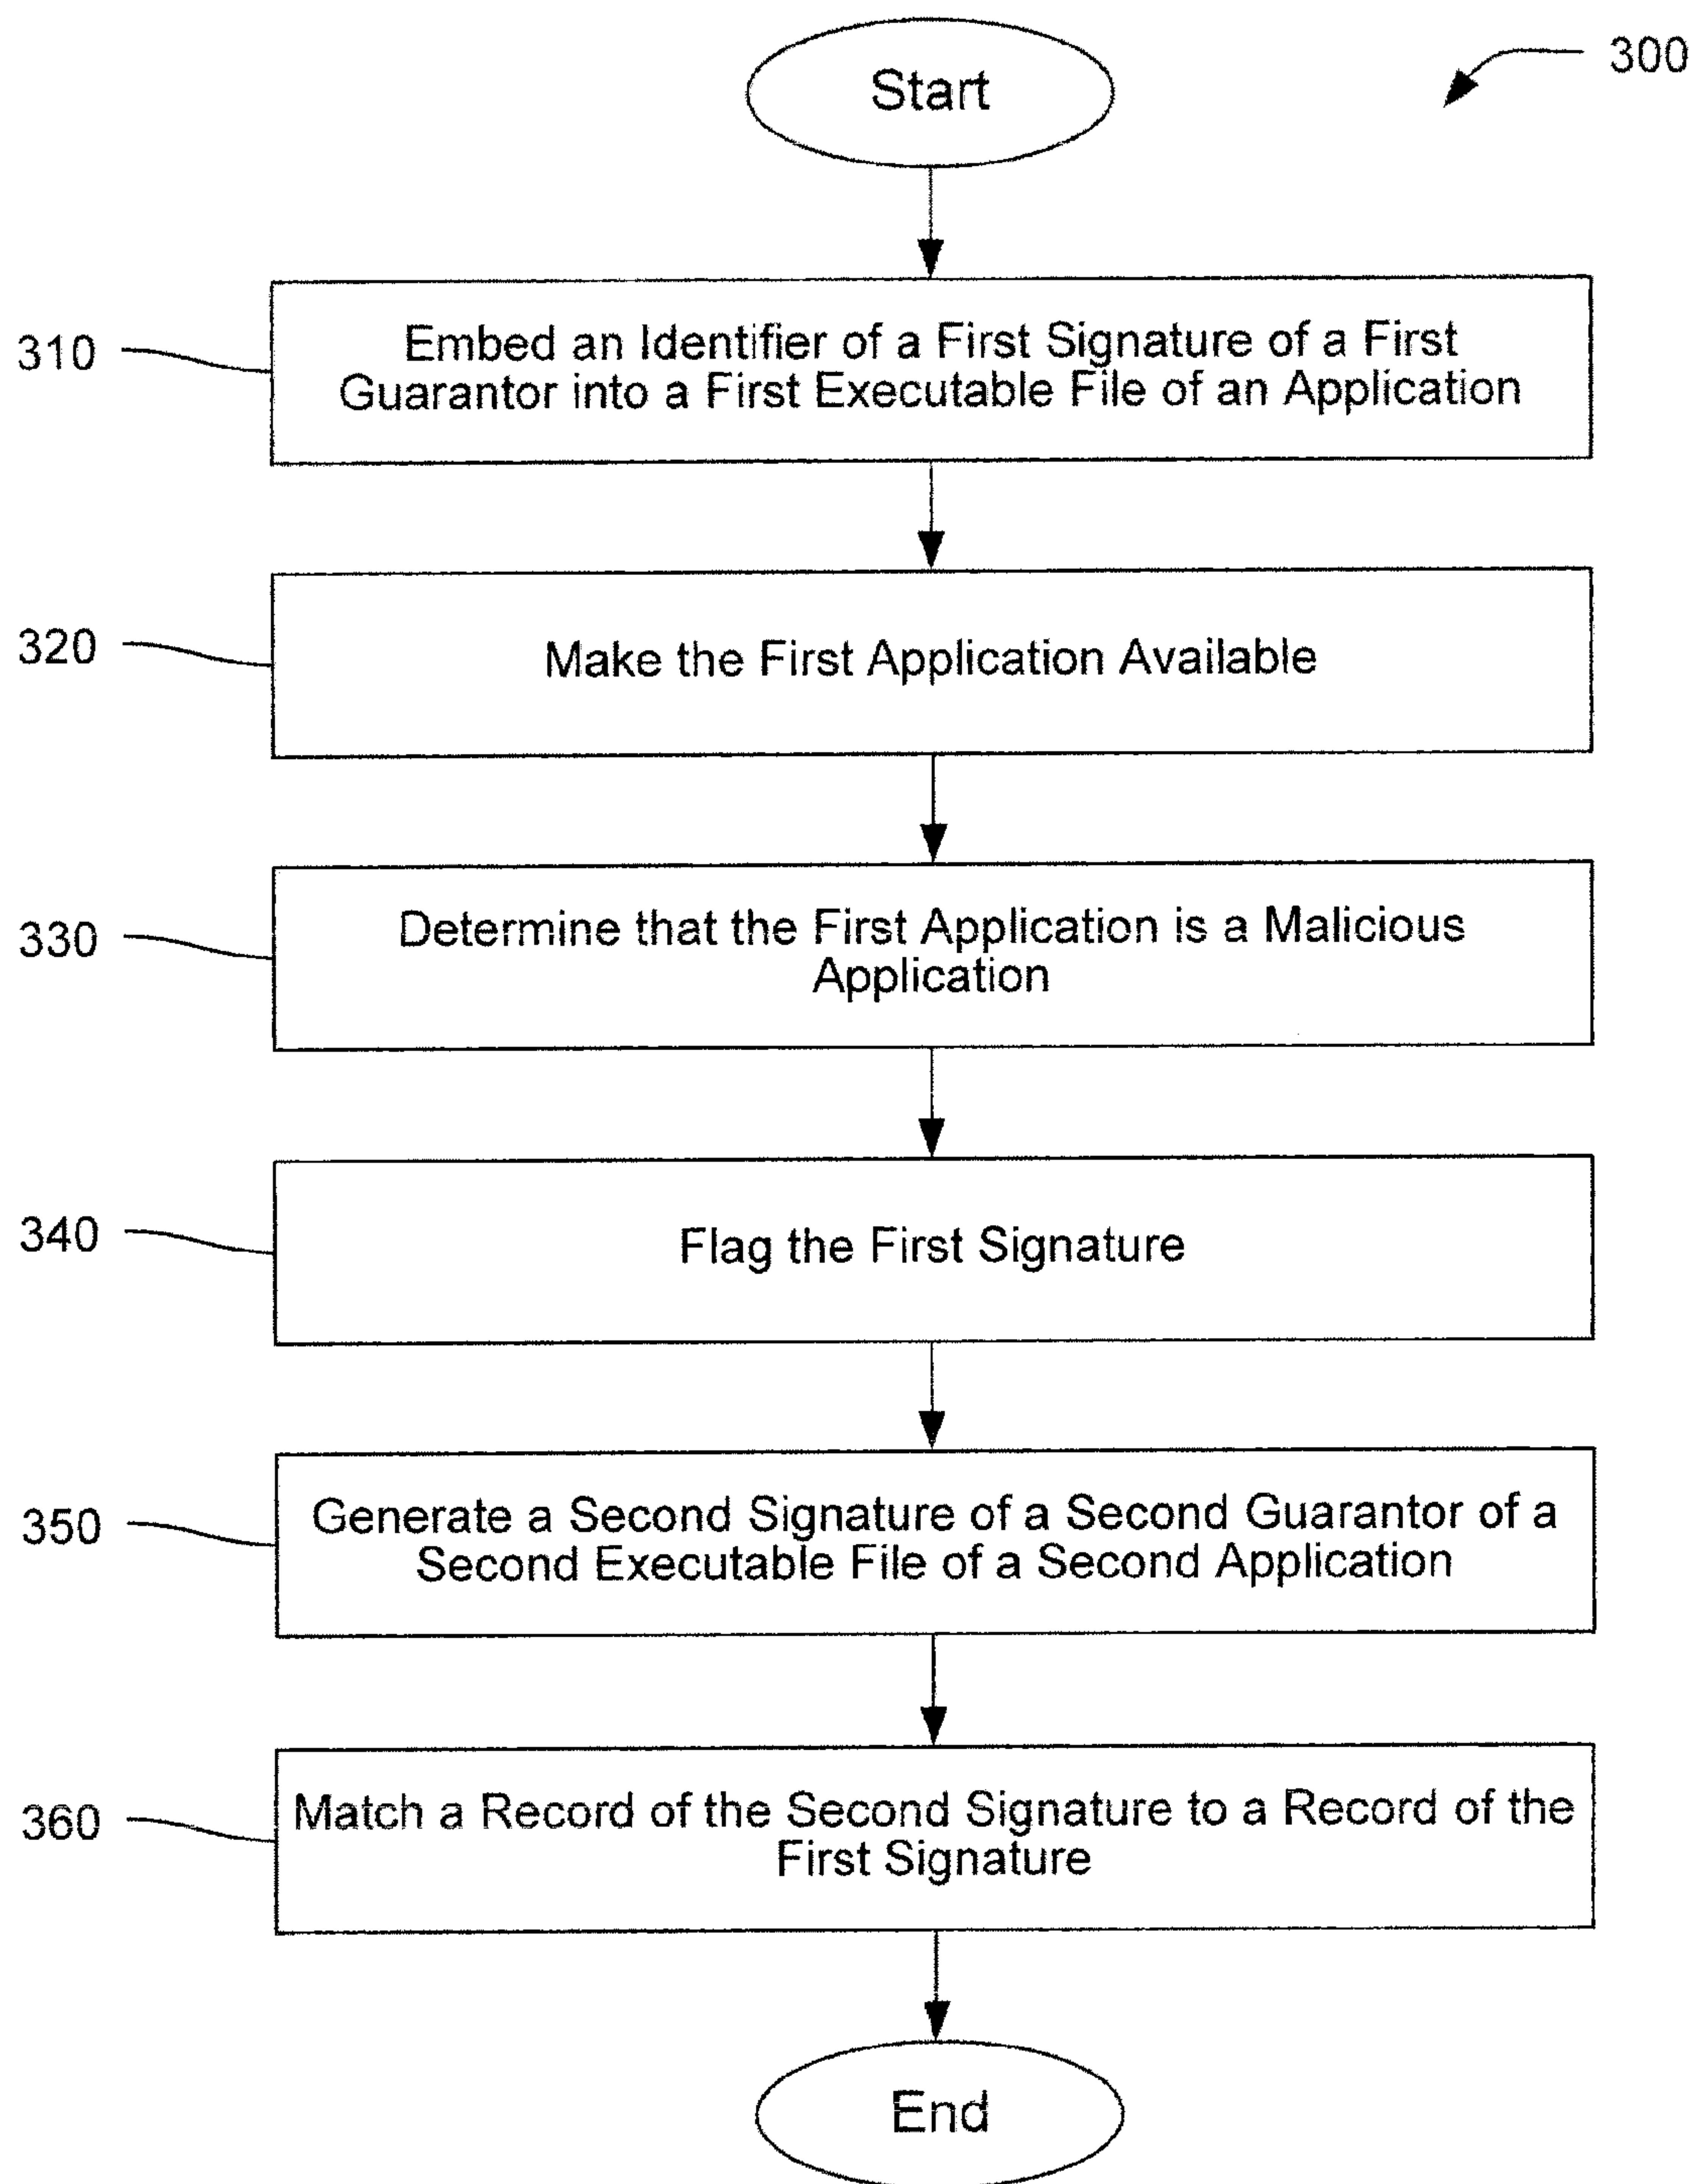 Start
300
310
Embed an Identifier of a First Signature of a First
Guarantor into a First Executable File of an Application
320
Make the First Application Available
330
Determine that the First Application is a Malicious
Application
340
Flag the First Signature
350
Generate a Second Signature of a Second Guarantor of a
Second Executable File of a Second Application
360
Match a Record of the Second Signature to a Record of the
First Signature
End